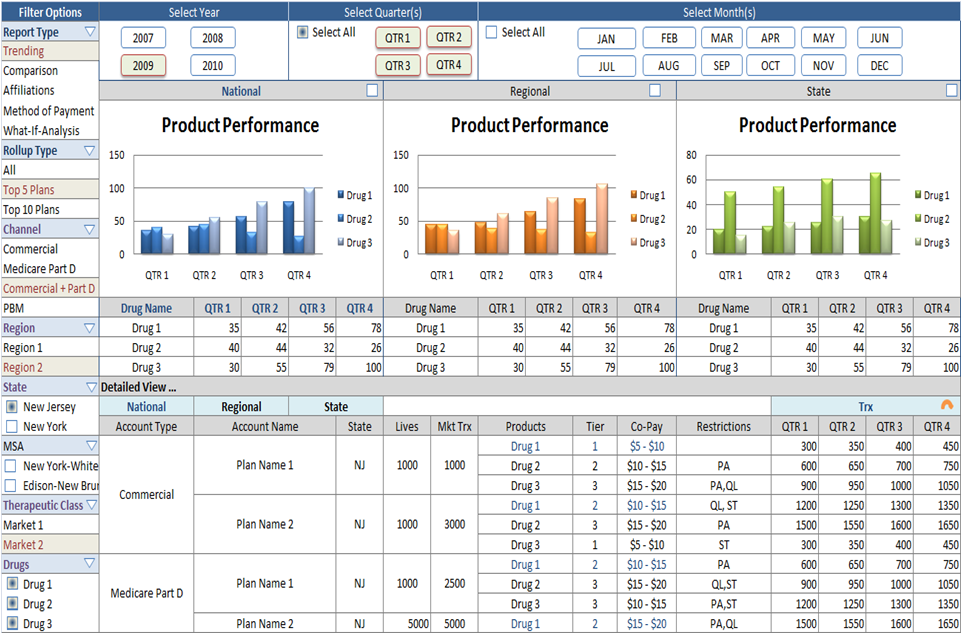 Filter Options Select Year Select Quarter(s) Select Month(s)
Report Type
Trending
Comparison
Affiliations
Method of Payment
What-If-Analysis
Rollup Type
All
Top 5 Plans
Top 10 Plans
Channel
Commercial
Medicare Part D
Commercial + Part D
PBM
Region
Region 1
Region 2
State
New Jersey
New York
MSA
New York-White
Edison-New Bru
Therapeutic Class
Market 1
Market 2
Drugs
Drug 1
Drug 2
Drug 3
2007 2008
2009 2010
Select All QTR 1 QTR 2
QTR 3 QTR 4
Select All JAN FEB MAR APR MAY JUN
JUL AUG SEP OCT NOV DEC
National Regional State
Product Performance
150
100
50
0
QTR 1 QTR 2 QTR 3 QTR 4
Drug 1
Drug 2
Drug 3
Product Performance
150
100
50
0
QTR 1 QTR 2 QTR 3 QTR 4
Drug 1
Drug 2
Drug 3
Product Performance
80
60
40
20
0
QTR 1 QTR 2 QTR 3 QTR 4
Drug 1
Drug 2
Drug 3
Drug Name QTR 1 QTR 2 QTR 3 QTR 4 Drug Name QTR 1 QTR 2 QTR 3 QTR 4 Drug Name QTR 1 QTR 2 QTR 3 QTR 4
Drug 1 35 42 56 78 Drug 1 35 42 56 78 Drug 1 35 42 56 78
Drug 2 40 44 32 26 Drug 2 40 44 32 26 Drug 2 40 44 32 26
Drug 3 30 55 79 100 Drug 3 30 55 79 100 Drug 3 30 55 79 100
Detailed View ...
National Regional State Trx
Account Type Account Name State Lives Mkt Trx Products Tier Co-Pay Restrictions QTR 1 QTR 2 QTR 3 QTR 4
Commercial
Plan Name 1 NJ 1000 1000
Drug 1 1 $5 - $10 300 350 400 450
Drug 2 2 $10 - $15 PA 600 650 700 750
Drug 3 3 $15 - $20 PA,QL 900 950 1000 1050
Plan Name 2 NJ 1000 3000
Drug 1 2 $10 - $15 QL, ST 1200 1250 1300 1350
Drug 2 3 $15 - $20 PA 1500 1550 1600 1650
Drug 3 1 $5 - $10 ST 300 350 400 450
Medicare Part D
Plan Name 1 NJ 1000 2500
Drug 1 2 $10 - $15 PA 600 650 700 750
Drug 2 3 $15 - $20 QL,ST 900 950 1000 1050
Drug 3 3 $10 - $15 PA,ST 1200 1250 1300 1350
Plan Name 2 NJ 5000 5000 Drug 1 2 $15 - $20 PA,QL 1500 1550 1600 1650